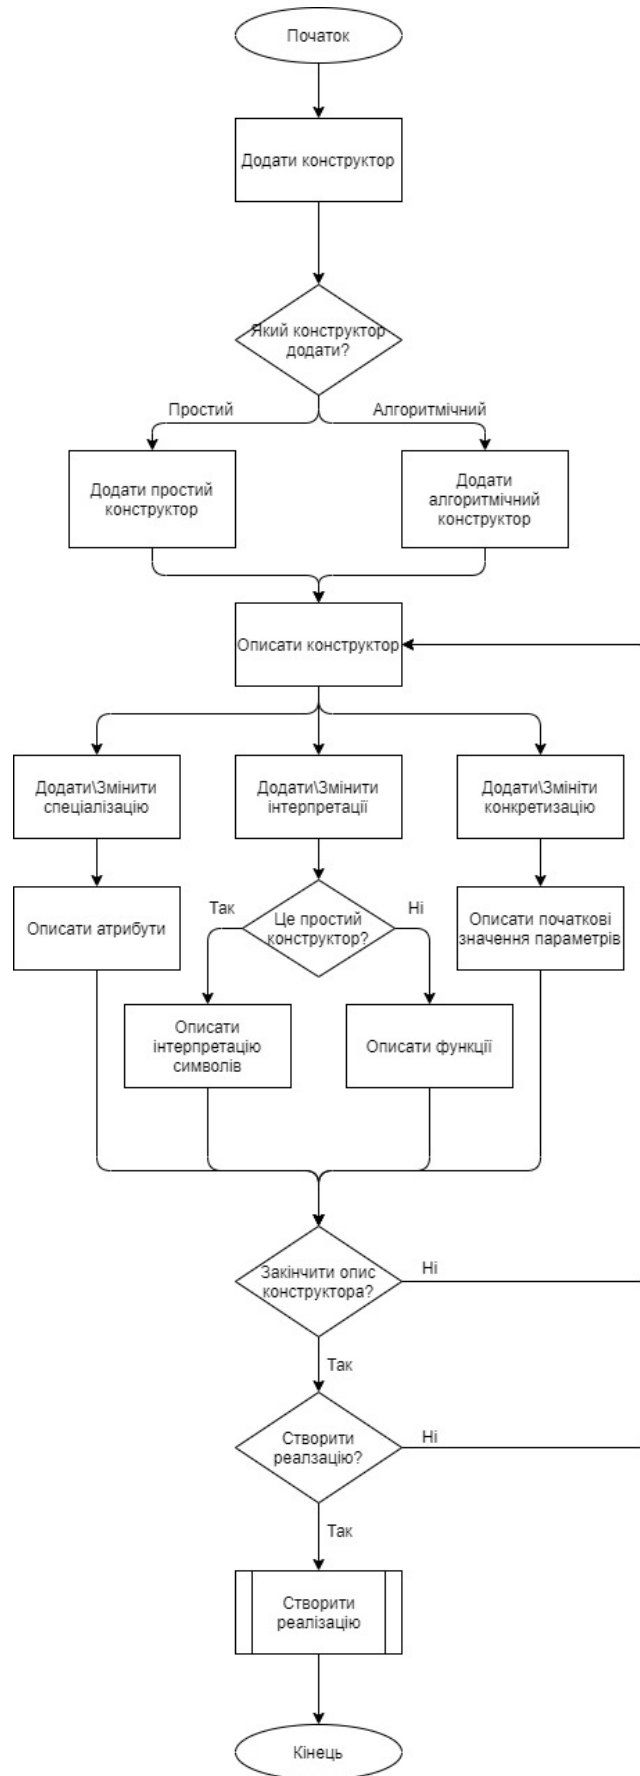 Початок
Додати конструктор
Який конструктор
додати?
Простий
Алгоритмічний
Додати простий
конструктор
Додати
алгоритмічний
конструктор
Описати конструктор
Додати\Змінити
спеціалізацію
Додати\Змінити
інтерпретації
Додати\Змініти
конкретизацію
Описати атрибути
Так
Це простий
конструктор?
Ні
Описати початкові
значення параметрів
Описати
інтерпретацію
символів
Описати функції
Закінчити опис
конструктора?
Ні
Так
Створити
реалзацію?
Ні
Так
Створити
реалізацію
Кінець